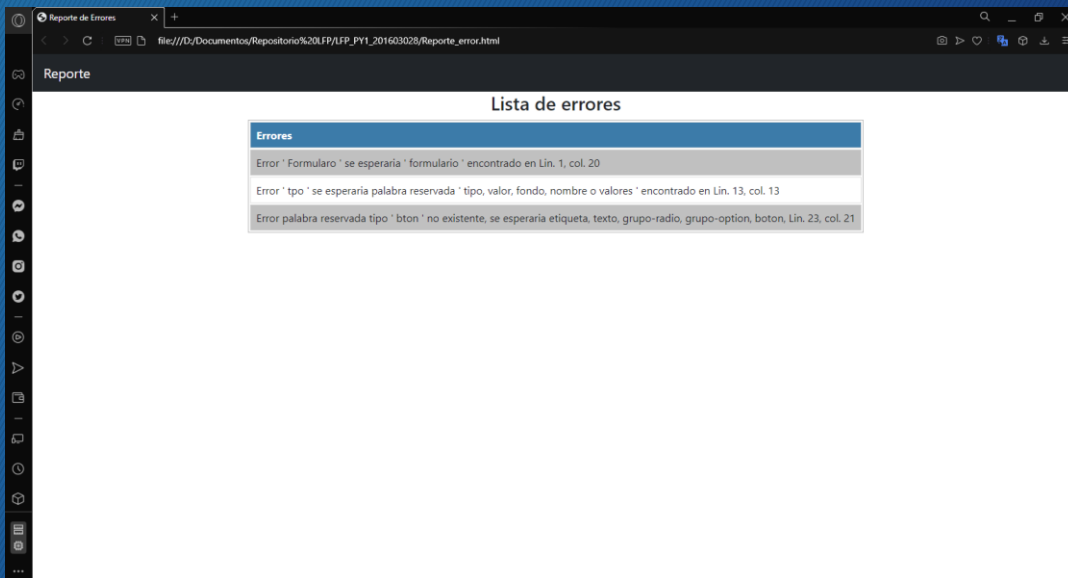 Reporte de Errores
VPN
file:///D:/Documentos/Repositorio%20LFP/LFP_PY1_201603028/Reporte_error.html
Reporte
Lista de errores
Errores
Error ' Formularo ' se esperaria ' formulario ' encontrado en Lin. 1, col. 20
Error ' tpo ' se esperaria palabra reservada ' tipo, valor, fondo, nombre o valores ' encontrado en Lin. 13, col. 13
Error palabra reservada tipo ' bton ' no existente, se esperaria etiqueta, texto, grupo-radio, grupo-option, boton, Lin. 23, col. 21